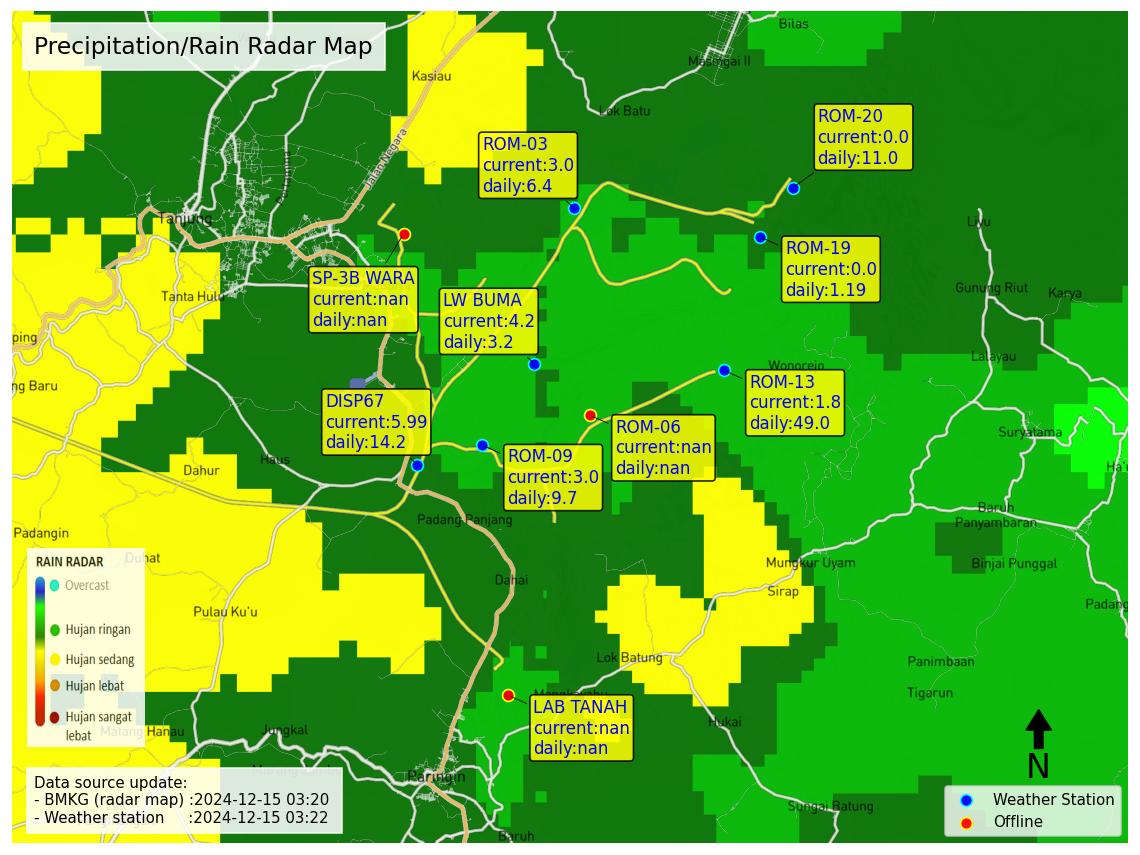 Precipitation/Rain Radar Map
Bilas
Masingai II
Kasiau
Lok Batu
Jalan Negara
ROM-20
current:0.0
daily:11.0
ROM-03
current:3.0
daily:6.4
Tanjung
Liyu
ROM-19
current:0.0
daily:1.19
SP-3B WARA
current:nan
daily:nan
LW BUMA
current:4.2
daily:3.2
Tanta Hulu
Gunung Riut
Karya
ping
Lalayau
Wonorejo
ng Baru
ROM-13
current:1.8
daily:49.0
DISP67
current:5.99
daily:14.2
ROM-06
current:nan
daily:nan
Suryatama
ROM-09
current:3.0
daily:9.7
Haus
Dahur
Ha'u
Baruh
Panyambaran
Padang Panjang
Padangin
Duhat
Mungkur Uyam
Binjai Punggal
RAIN RADAR
Overcast
Hujan ringan
Hujan sedang
Hujan lebat
Hujan sangat
lebat
Dahai
Sirap
Padang
Pulau Ku'u
Lok Batung
Panimbaan
Tigarun
LAB TANAH
current:nan
daily:nan
Hukai
Matang Hanau
Jungkal
Paringin
N
Data source update:
- BMKG (radar map) :2024-12-15 03:20
- Weather station :2024-12-15 03:22
Sungai Batung
Weather Station
Offline
Baruh